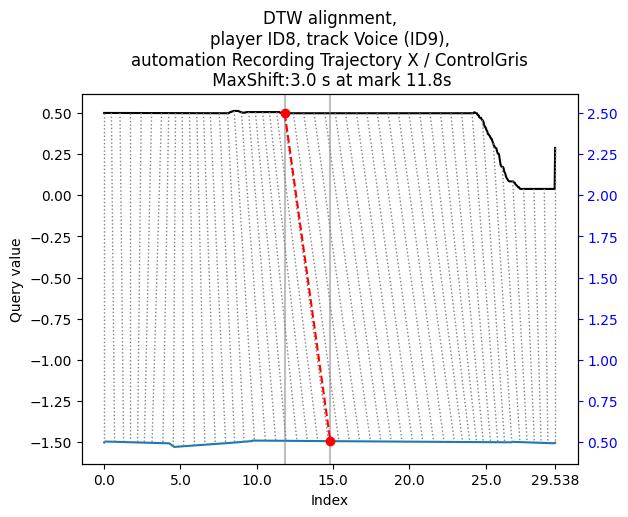 DTW alignment,
player ID8, track Voice (ID9),
automation Recording Trajectory X / ControlGris
MaxShift:3.0 s at mark 11.8s
0.50
0.25
0.00
−0.25
−0.50
−0.75
−1.00
−1.25
−1.50
Query value
2.50
2.25
2.00
1.75
1.50
1.25
1.00
0.75
0.50
0.0 5.0 10.0 15.0 20.0 25.0 29.538
Index